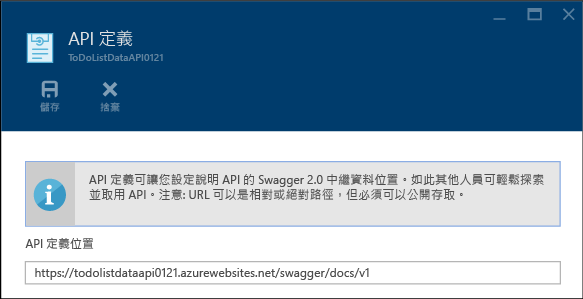 API 定義
ToDoListDataAPI0121
儲存
捨棄
API 定義可讓您設定說明 API 的 Swagger 2.0 中繼資料位置。如此其他人員可輕鬆探索
並取用 API。注意: URL 可以是相對或絕對路徑，但必須可以公開存取。
API 定義位置
https://todolistdataapi0121.azurewebsites.net/swagger/docs/v1